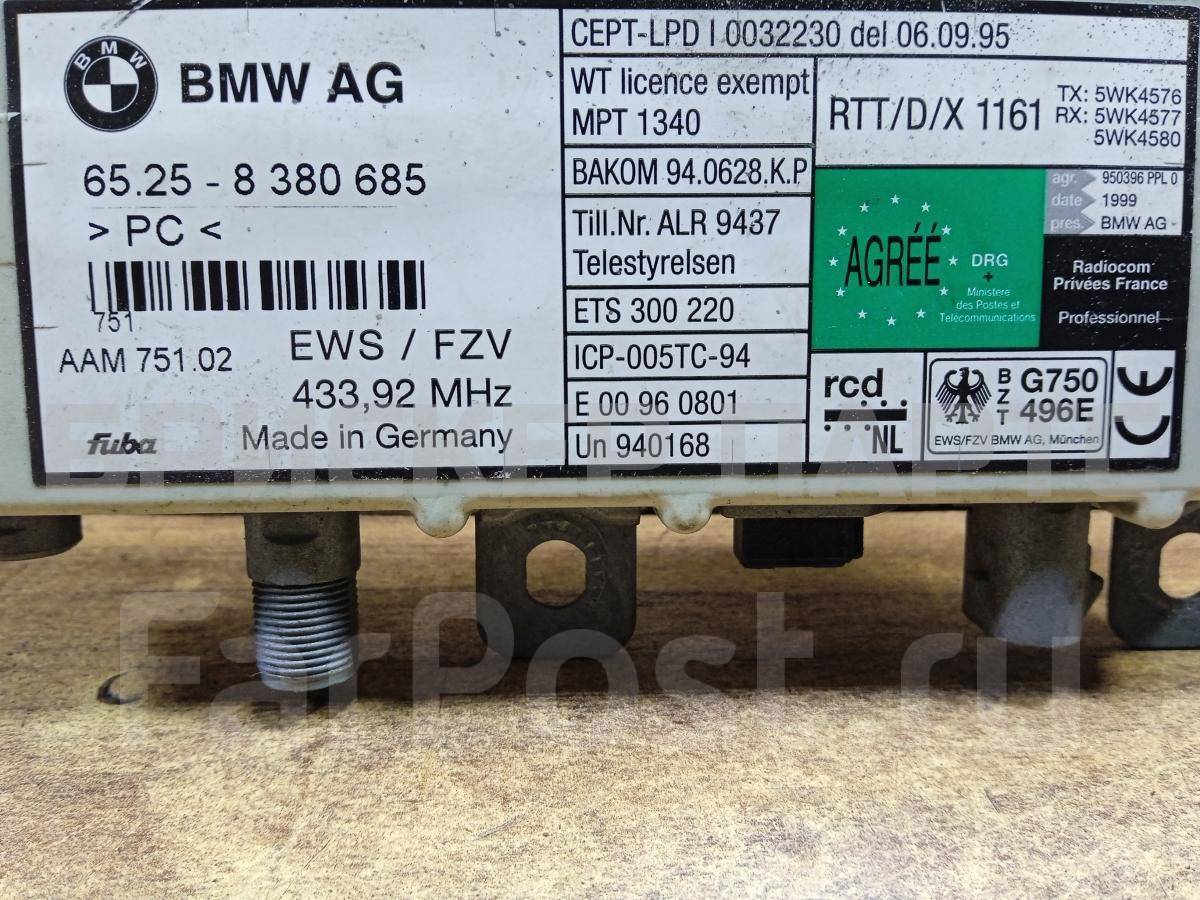 BMW
BMW AG
65.25 - 8 380 685
> PC <
751
AAM 751.02
EWS / FZV
433,92 MHz
fuba
Made in Germany
CEPT-LPD I 0032230 del 06.09.95
WT licence exempt
MPT 1340
BAKOM 94.0628.K.P
Till.Nr. ALR 9437
Telestyrelsen
ETS 300 220
ICP-005TC-94
E 00 96 0801
Un 940168
RTT/D/X 1161
TX: 5WK4576
RX: 5WK4577
5WK4580
AGRÉÉ
DRG
+
Ministere
des Postes et
Télécommunications
agr. 950396 PPL 0
date 1999
pres. BMW AG
Radiocom
Privées France
Professionnel
rcd
NL
BZT
G750
496E
EWS/FZV BMW AG, München
CE
БРИСКЕР ПАРТС
FarPost.ru